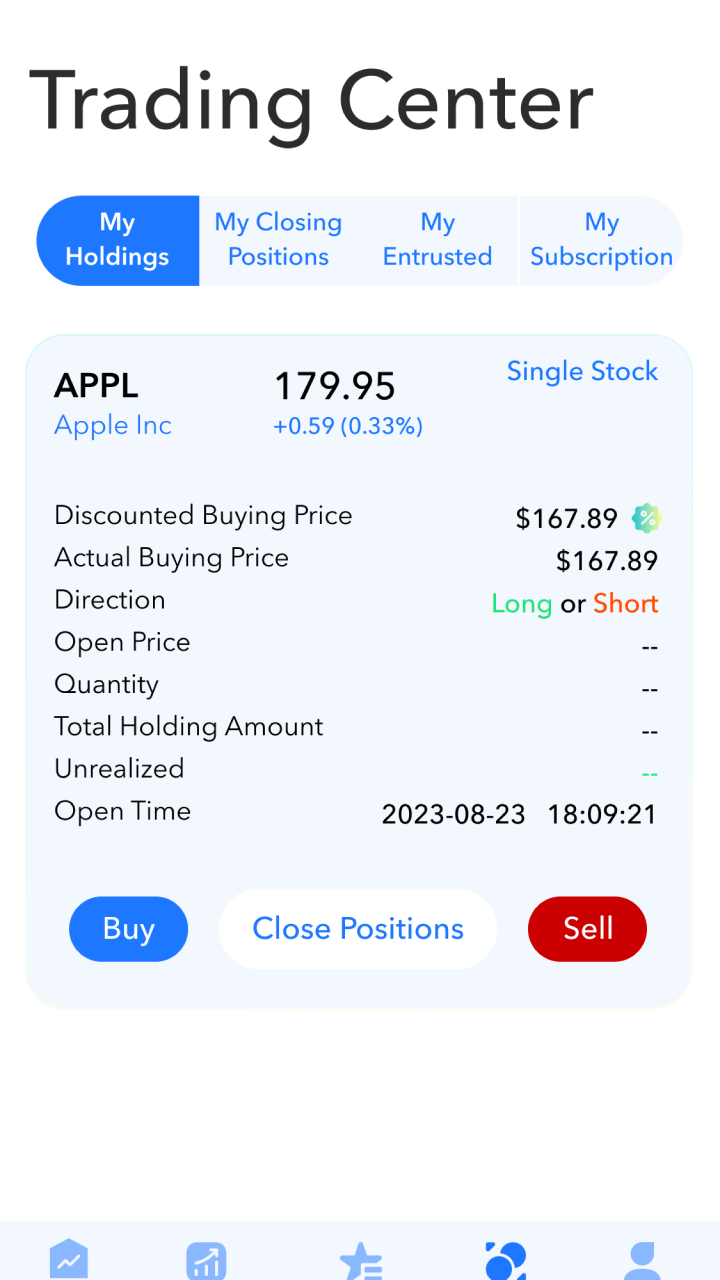 Trading Center
My Holdings
My Closing Positions
My Entrusted
My Subscription
APPL 179.95 Single Stock
Apple Inc +0.59 (0.33%)
Discounted Buying Price $167.89 %
Actual Buying Price $167.89
Direction Long or Short
Open Price --
Quantity --
Total Holding Amount --
Unrealized --
Open Time 2023-08-23 18:09:21
Buy Close Positions Sell